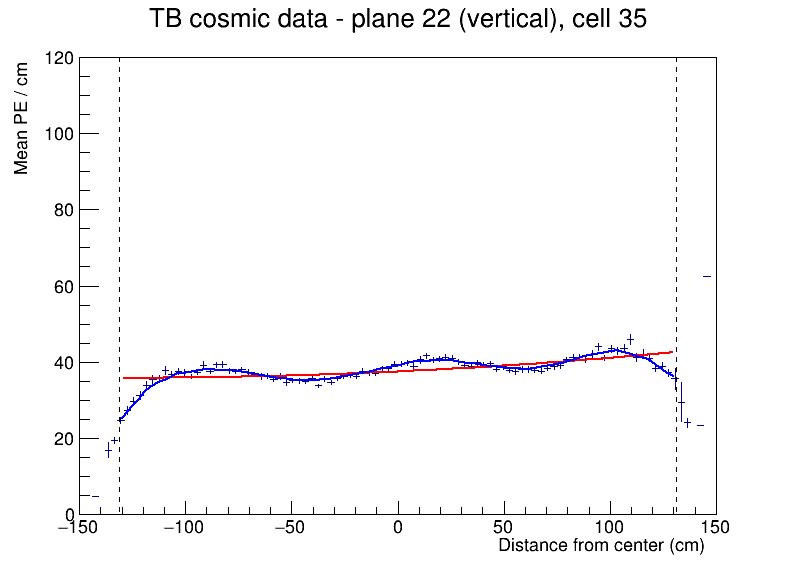 TB cosmic data - plane 22 (vertical), cell 35
Mean PE / cm
120
100
80
60
40
20
0
−150 −100 −50 0 50 100 150
Distance from center (cm)